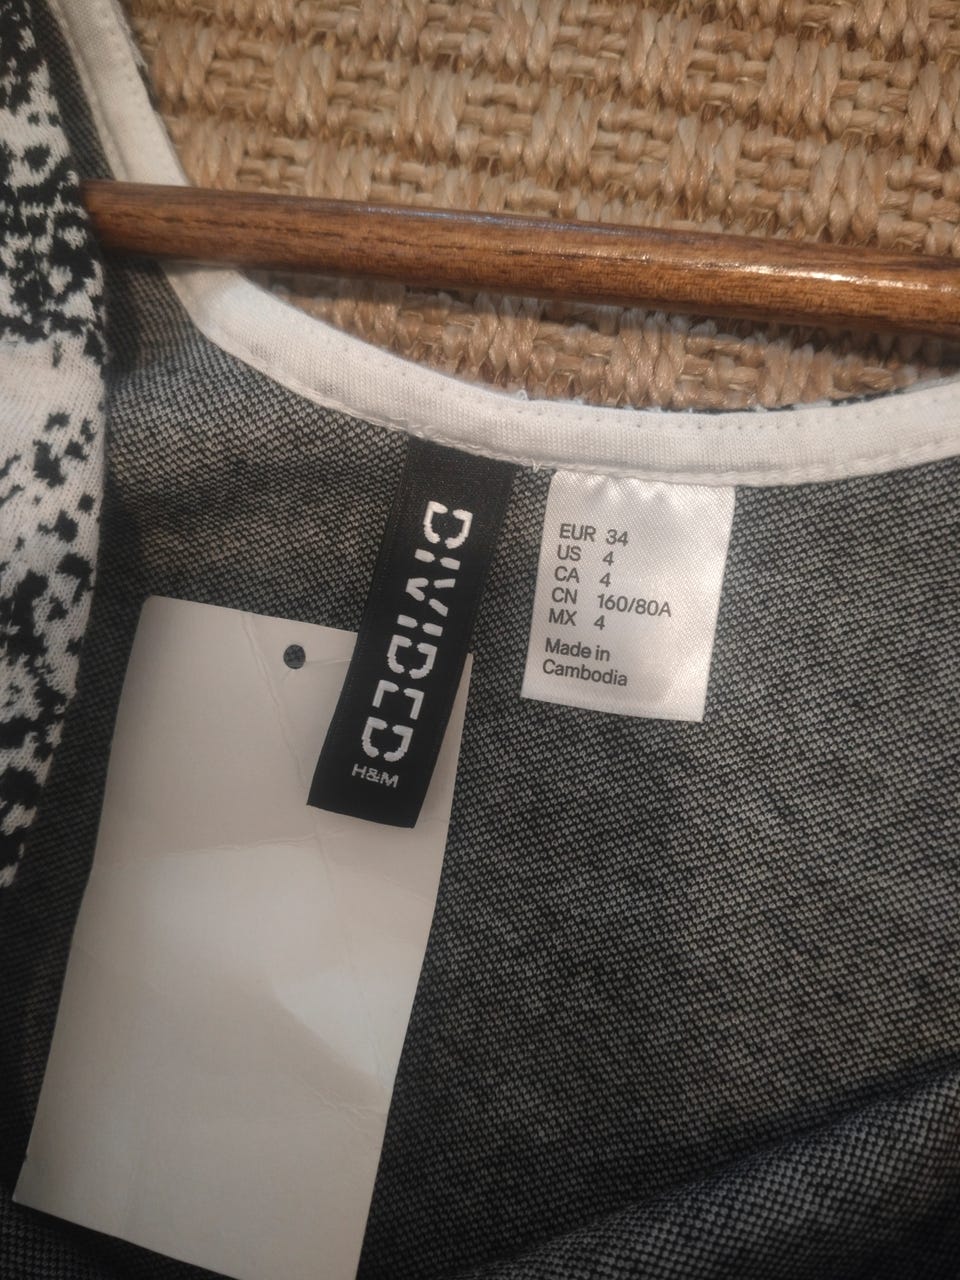 DIVIDED
H&M
EUR 34
US 4
CA 4
CN 160/80A
MX 4
Made in
Cambodia